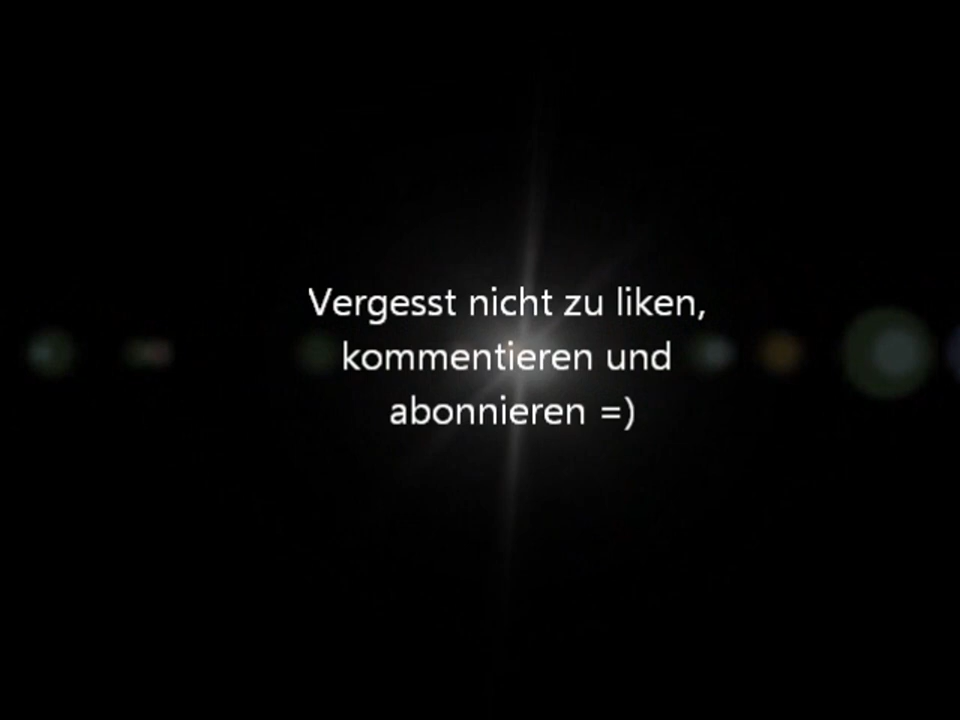 Vergesst nicht zu liken,
kommentieren und
abonnieren =)